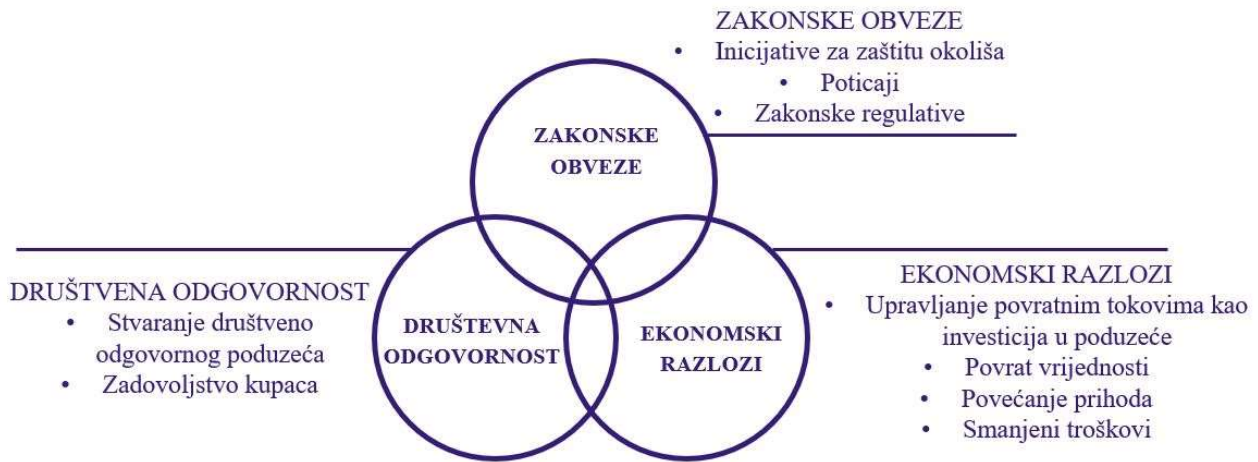 ZAKONSKE OBVEZE
• Inicijative za zaštitu okoliša
• Poticaji
• Zakonske regulative
ZAKONSKE
OBVEZE
DRUŠTVENA ODGOVORNOST
• Stvaranje društveno
odgovornog poduzeća
• Zadovoljstvo kupaca
DRUŠTEVNA
ODGOVORNOST
EKONOMSKI
RAZLOZI
EKONOMSKI RAZLOZI
• Upravljanje povratnim tokovima kao
investicija u poduzeće
• Povrat vrijednosti
• Povećanje prihoda
• Smanjeni troškovi